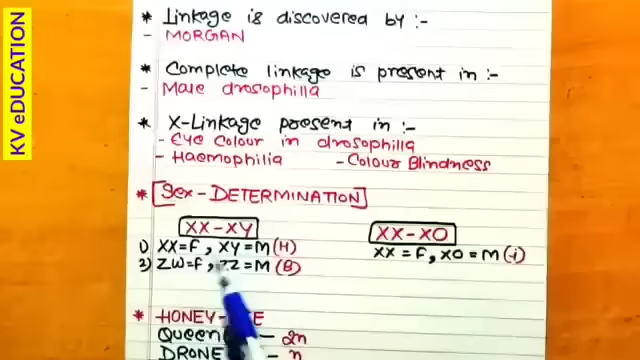 KV eDUCATION
* Linkage is discovered by :-
- MORGAN
* Complete linkage is present in :-
- Male drosophilla
* X-Linkage present in :-
- Eye Colour in drosophilla
- Haemophilia - Colour Blindness
* [Sex-DETERMINATION]
XX-XY
1) XX=F, XY=M (H)
2) ZW=F, ZZ=M (B)
XX-XO
XX=F, XO=M (-i)
* HONEY-
Queen - 2n
DRONE - n